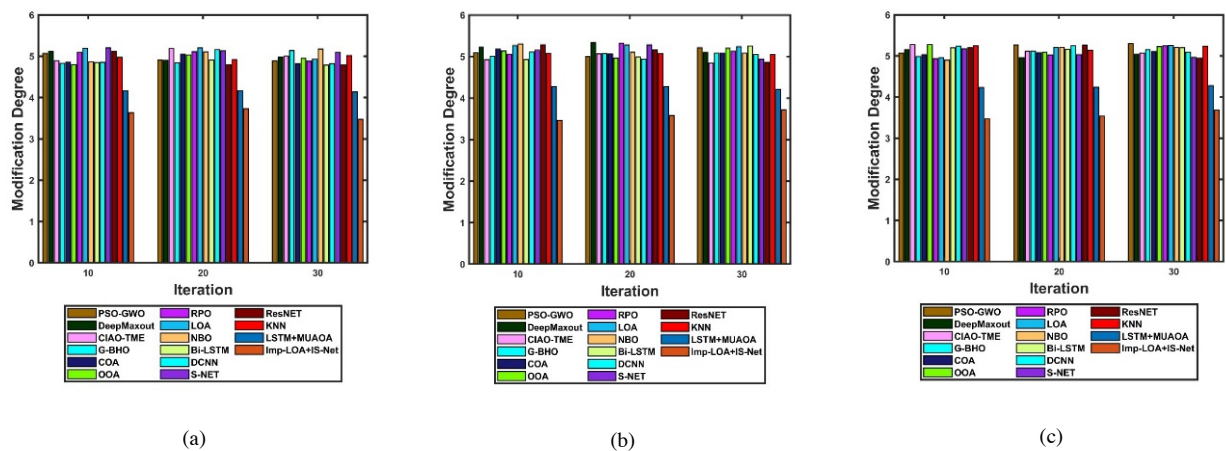 Modification Degree
6
5
4
3
2
1
0
10 20 30
Iteration
PSO-GWO RPO ResNET
DeepMaxout LOA KNN
CIAO-TME NBO LSTM+MUAOA
G-BHO Bi-LSTM Imp-LOA+IS-Net
COA DCNN
OOA S-NET
(a)
Modification Degree
6
5
4
3
2
1
0
10 20 30
Iteration
PSO-GWO RPO ResNET
DeepMaxout LOA KNN
CIAO-TME NBO LSTM+MUAOA
G-BHO Bi-LSTM Imp-LOA+IS-Net
COA DCNN
OOA S-NET
(b)
Modification Degree
6
5
4
3
2
1
0
10 20 30
Iteration
PSO-GWO RPO ResNET
DeepMaxout LOA KNN
CIAO-TME NBO LSTM+MUAOA
G-BHO Bi-LSTM Imp-LOA+IS-Net
COA DCNN
OOA S-NET
(c)